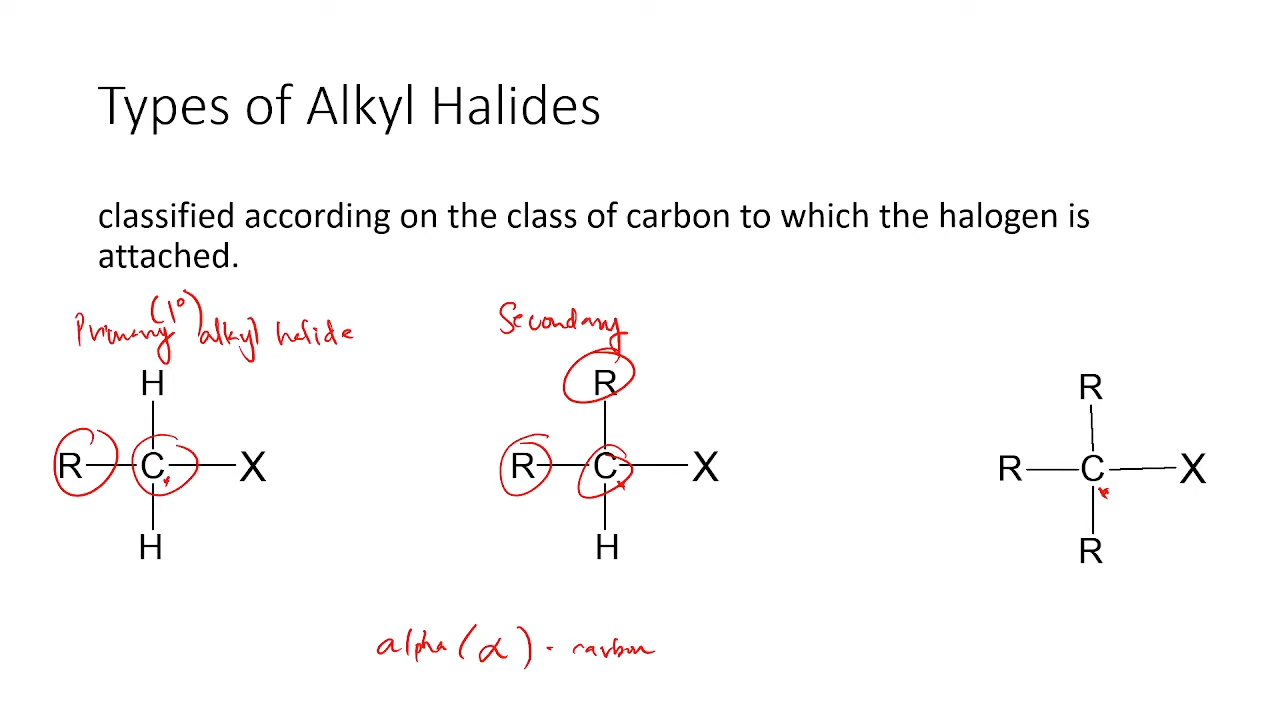 Types of Alkyl Halides
classified according on the class of carbon to which the halogen is
attached.
(1°)
Primary alkyl halide
Secondary
H
R C X
H
R
R C X
H
R
R C X
R
alpha (α) - carbon